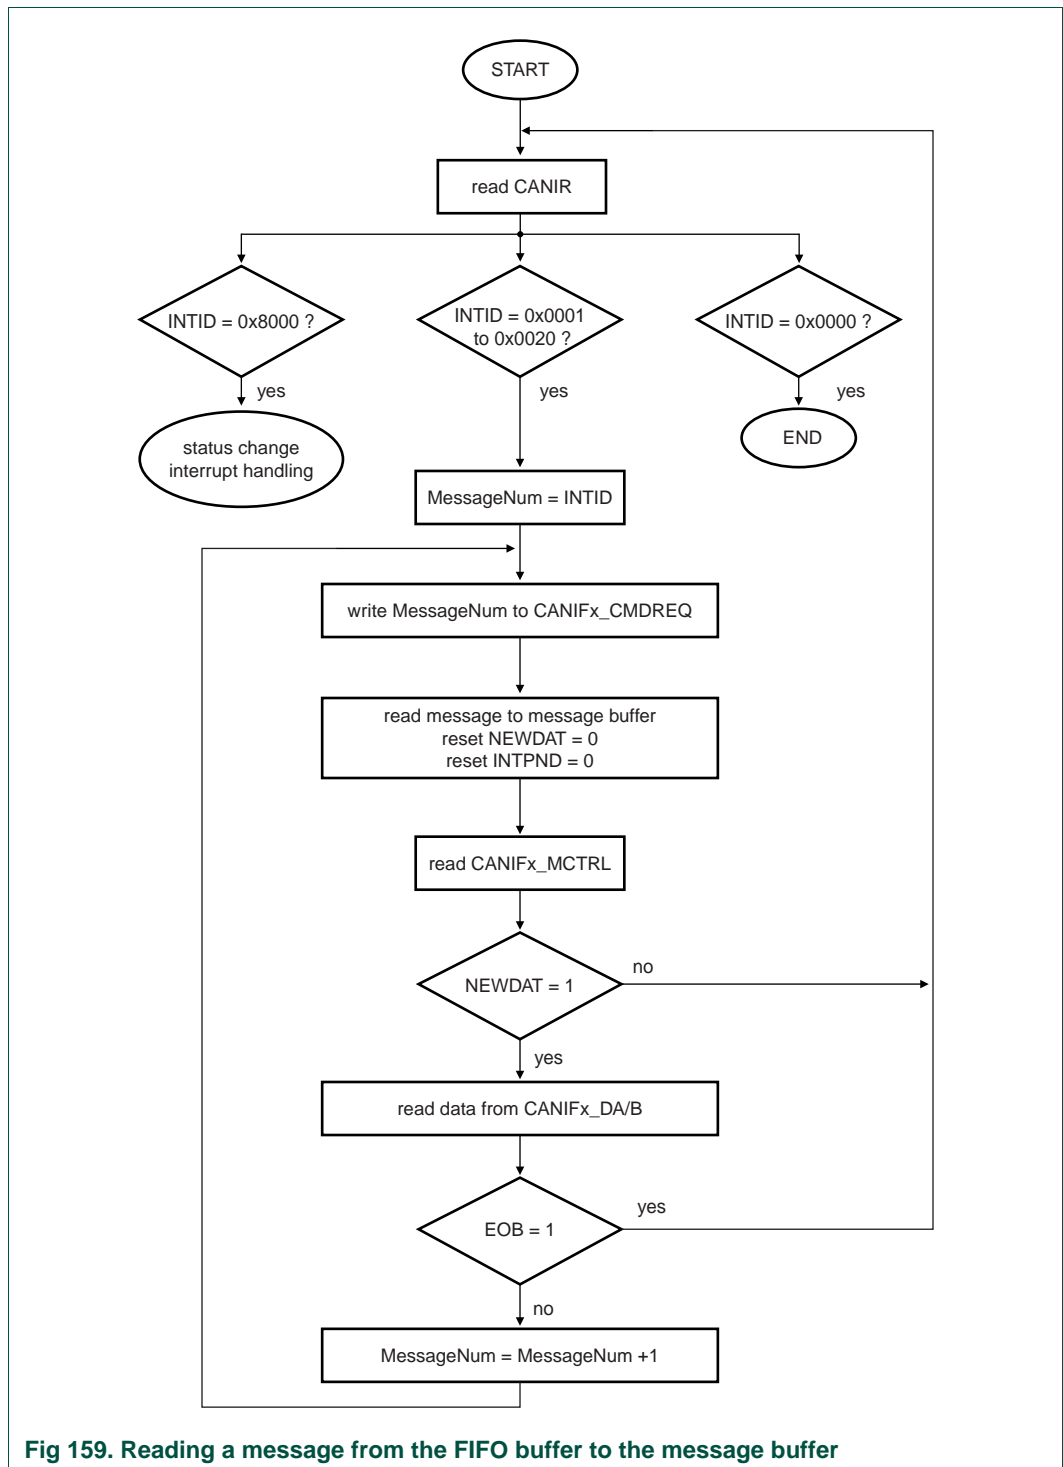 START
read CANIR
INTID = 0x8000 ?
INTID = 0x0001
to 0x0020 ?
INTID = 0x0000 ?
yes
yes
yes
status change
interrupt handling
END
MessageNum = INTID
write MessageNum to CANIFx_CMDREQ
read message to message buffer
reset NEWDAT = 0
reset INTPND = 0
read CANIFx_MCTRL
NEWDAT = 1
no
yes
read data from CANIFx_DA/B
EOB = 1
yes
no
MessageNum = MessageNum +1
Fig 159. Reading a message from the FIFO buffer to the message buffer